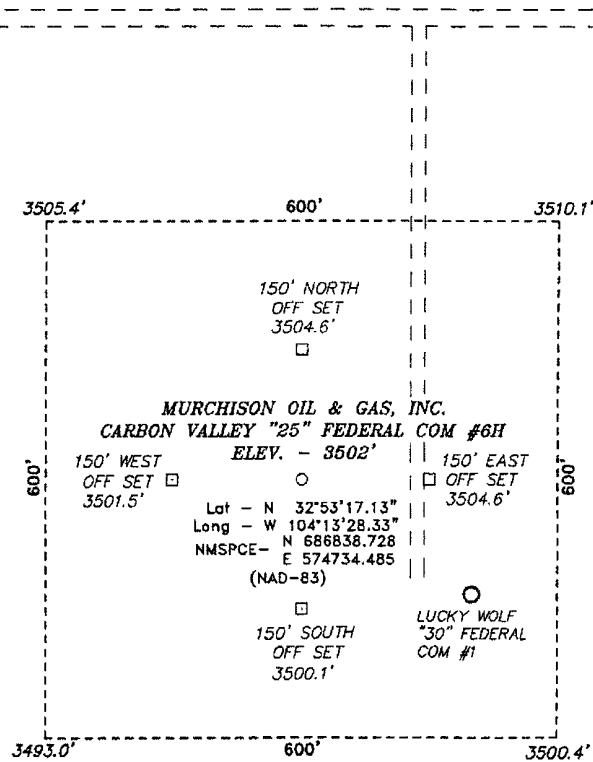 3505.4' 600' 3510.1'
150' NORTH
OFF SET
3504.6'
MURCHISON OIL & GAS, INC.
CARBON VALLEY "25" FEDERAL COM #6H
ELEV. - 3502'
150' WEST
OFF SET
3501.5'
150' EAST
OFF SET
3504.6'
600'
600'
Lat - N 32°53'17.13"
Long - W 104°13'28.33"
NMSPCE- N 686838.728
E 574734.485
(NAD-83)
150' SOUTH
OFF SET
3500.1'
LUCKY WOLF
"30" FEDERAL
COM #1
3493.0' 600' 3500.4'